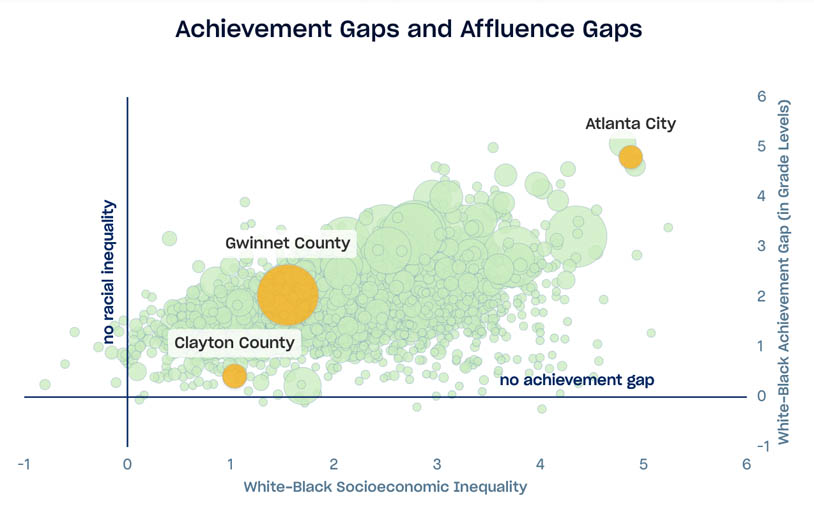 Achievement Gaps and Affluence Gaps
6
Atlanta City
5
4
no racial inequality
Gwinnet County
3
2
Clayton County
1
no achievement gap
0
-1
White-Black Achievement Gap (in Grade Levels)
-1 0 1 2 3 4 5 6
White-Black Socioeconomic Inequality